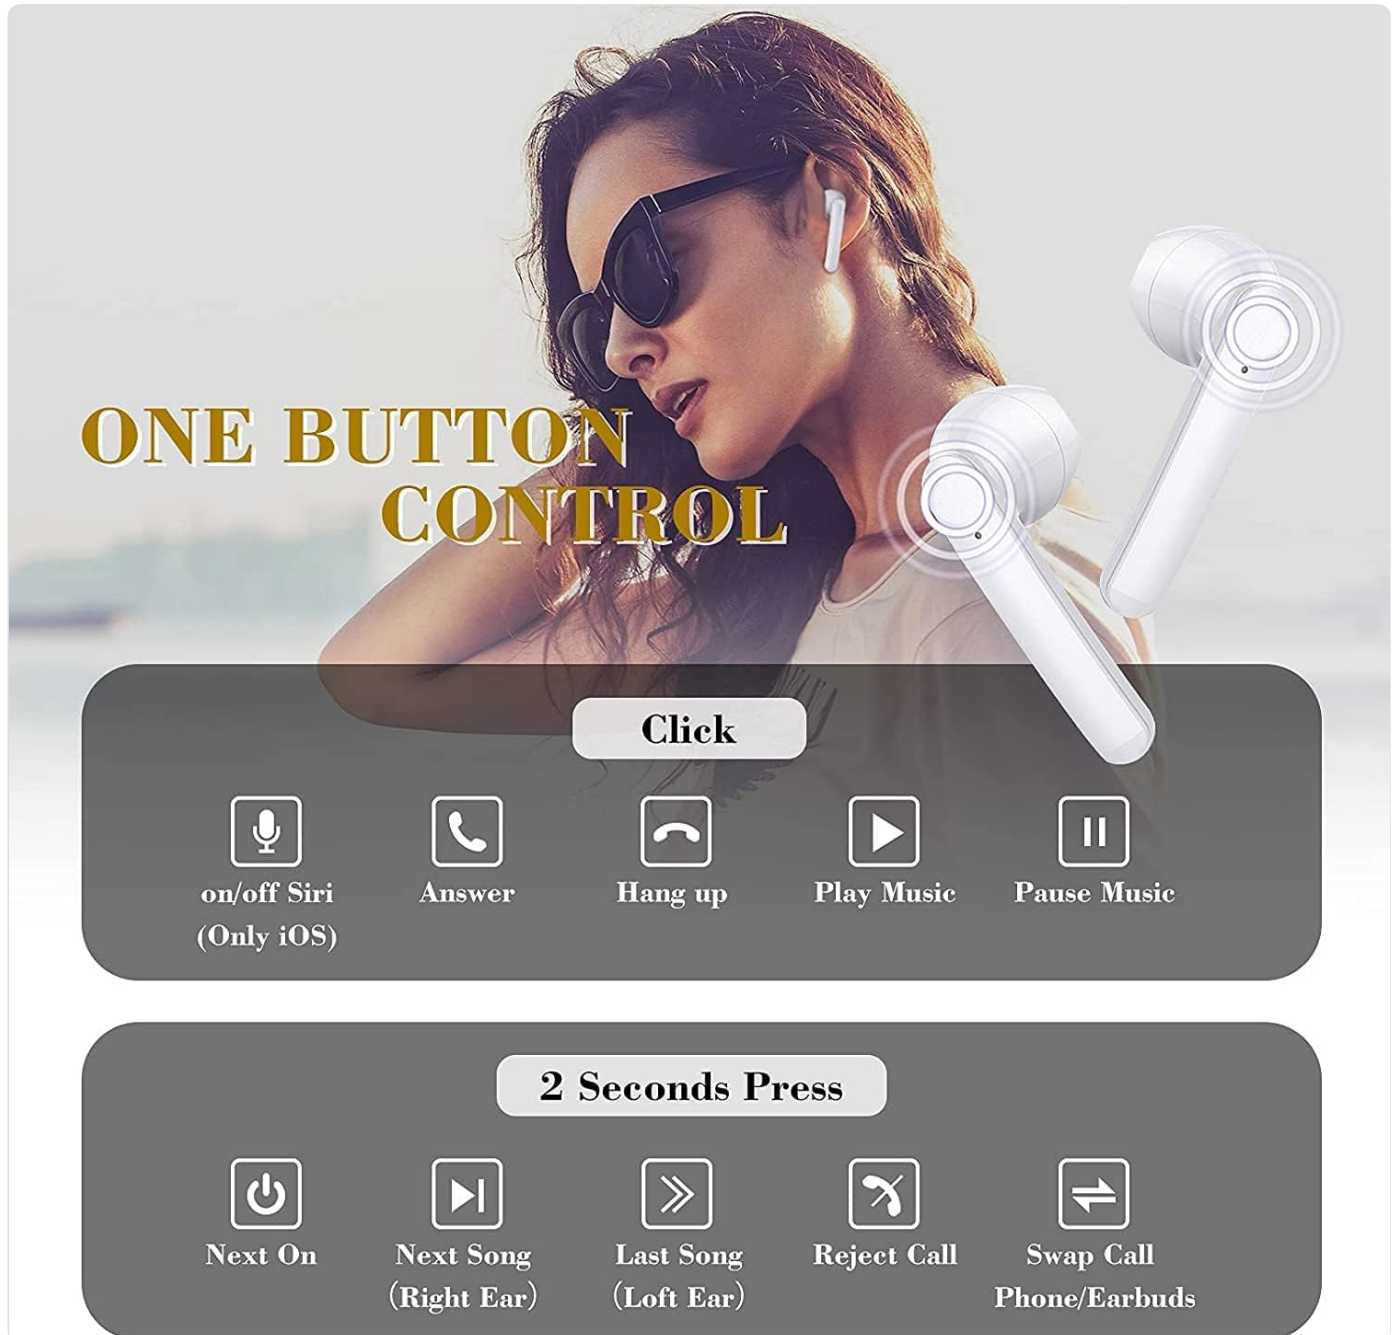 ONE BUTTON
CONTROL
Click
on/off Siri
(Only iOS)
Answer
Hang up
Play Music
Pause Music
2 Seconds Press
Next On
Next Song
(Right Ear)
Last Song
(Loft Ear)
Reject Call
Swap Call
Phone/Earbuds